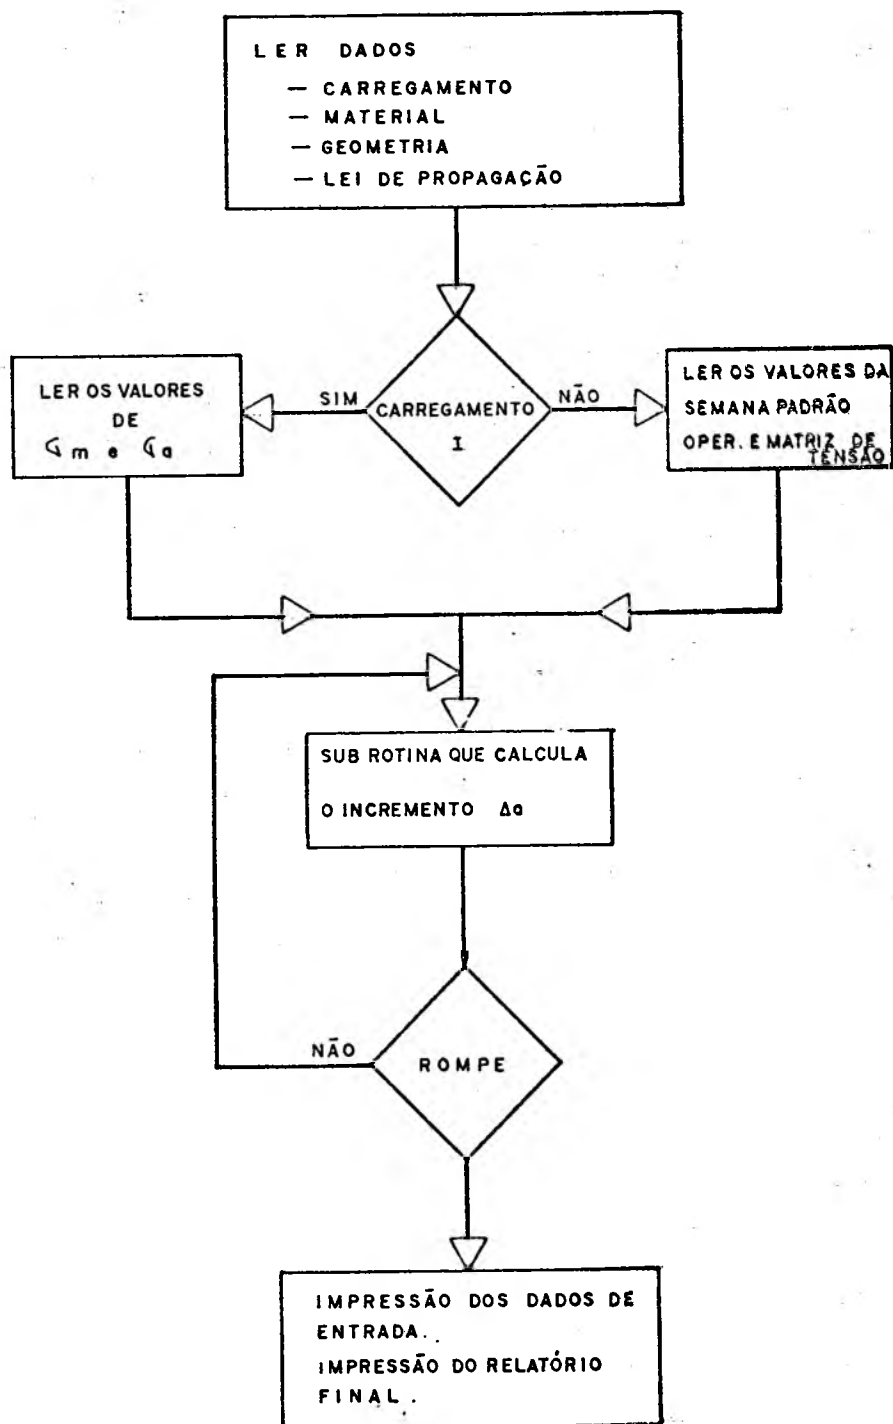 LER DADOS
— CARREGAMENTO
— MATERIAL
— GEOMETRIA
— LEI DE PROPAGAÇÃO
LER OS VALORES
DE
σm e σa
SIM
CARREGAMENTO
I
NÃO
LER OS VALORES DA
SEMANA PADRÃO
OPER. E MATRIZ DE
TENSÃO
SUB ROTINA QUE CALCULA
O INCREMENTO Δa
NÃO
ROMPE
IMPRESSÃO DOS DADOS DE
ENTRADA.
IMPRESSÃO DO RELATÓRIO
FINAL.